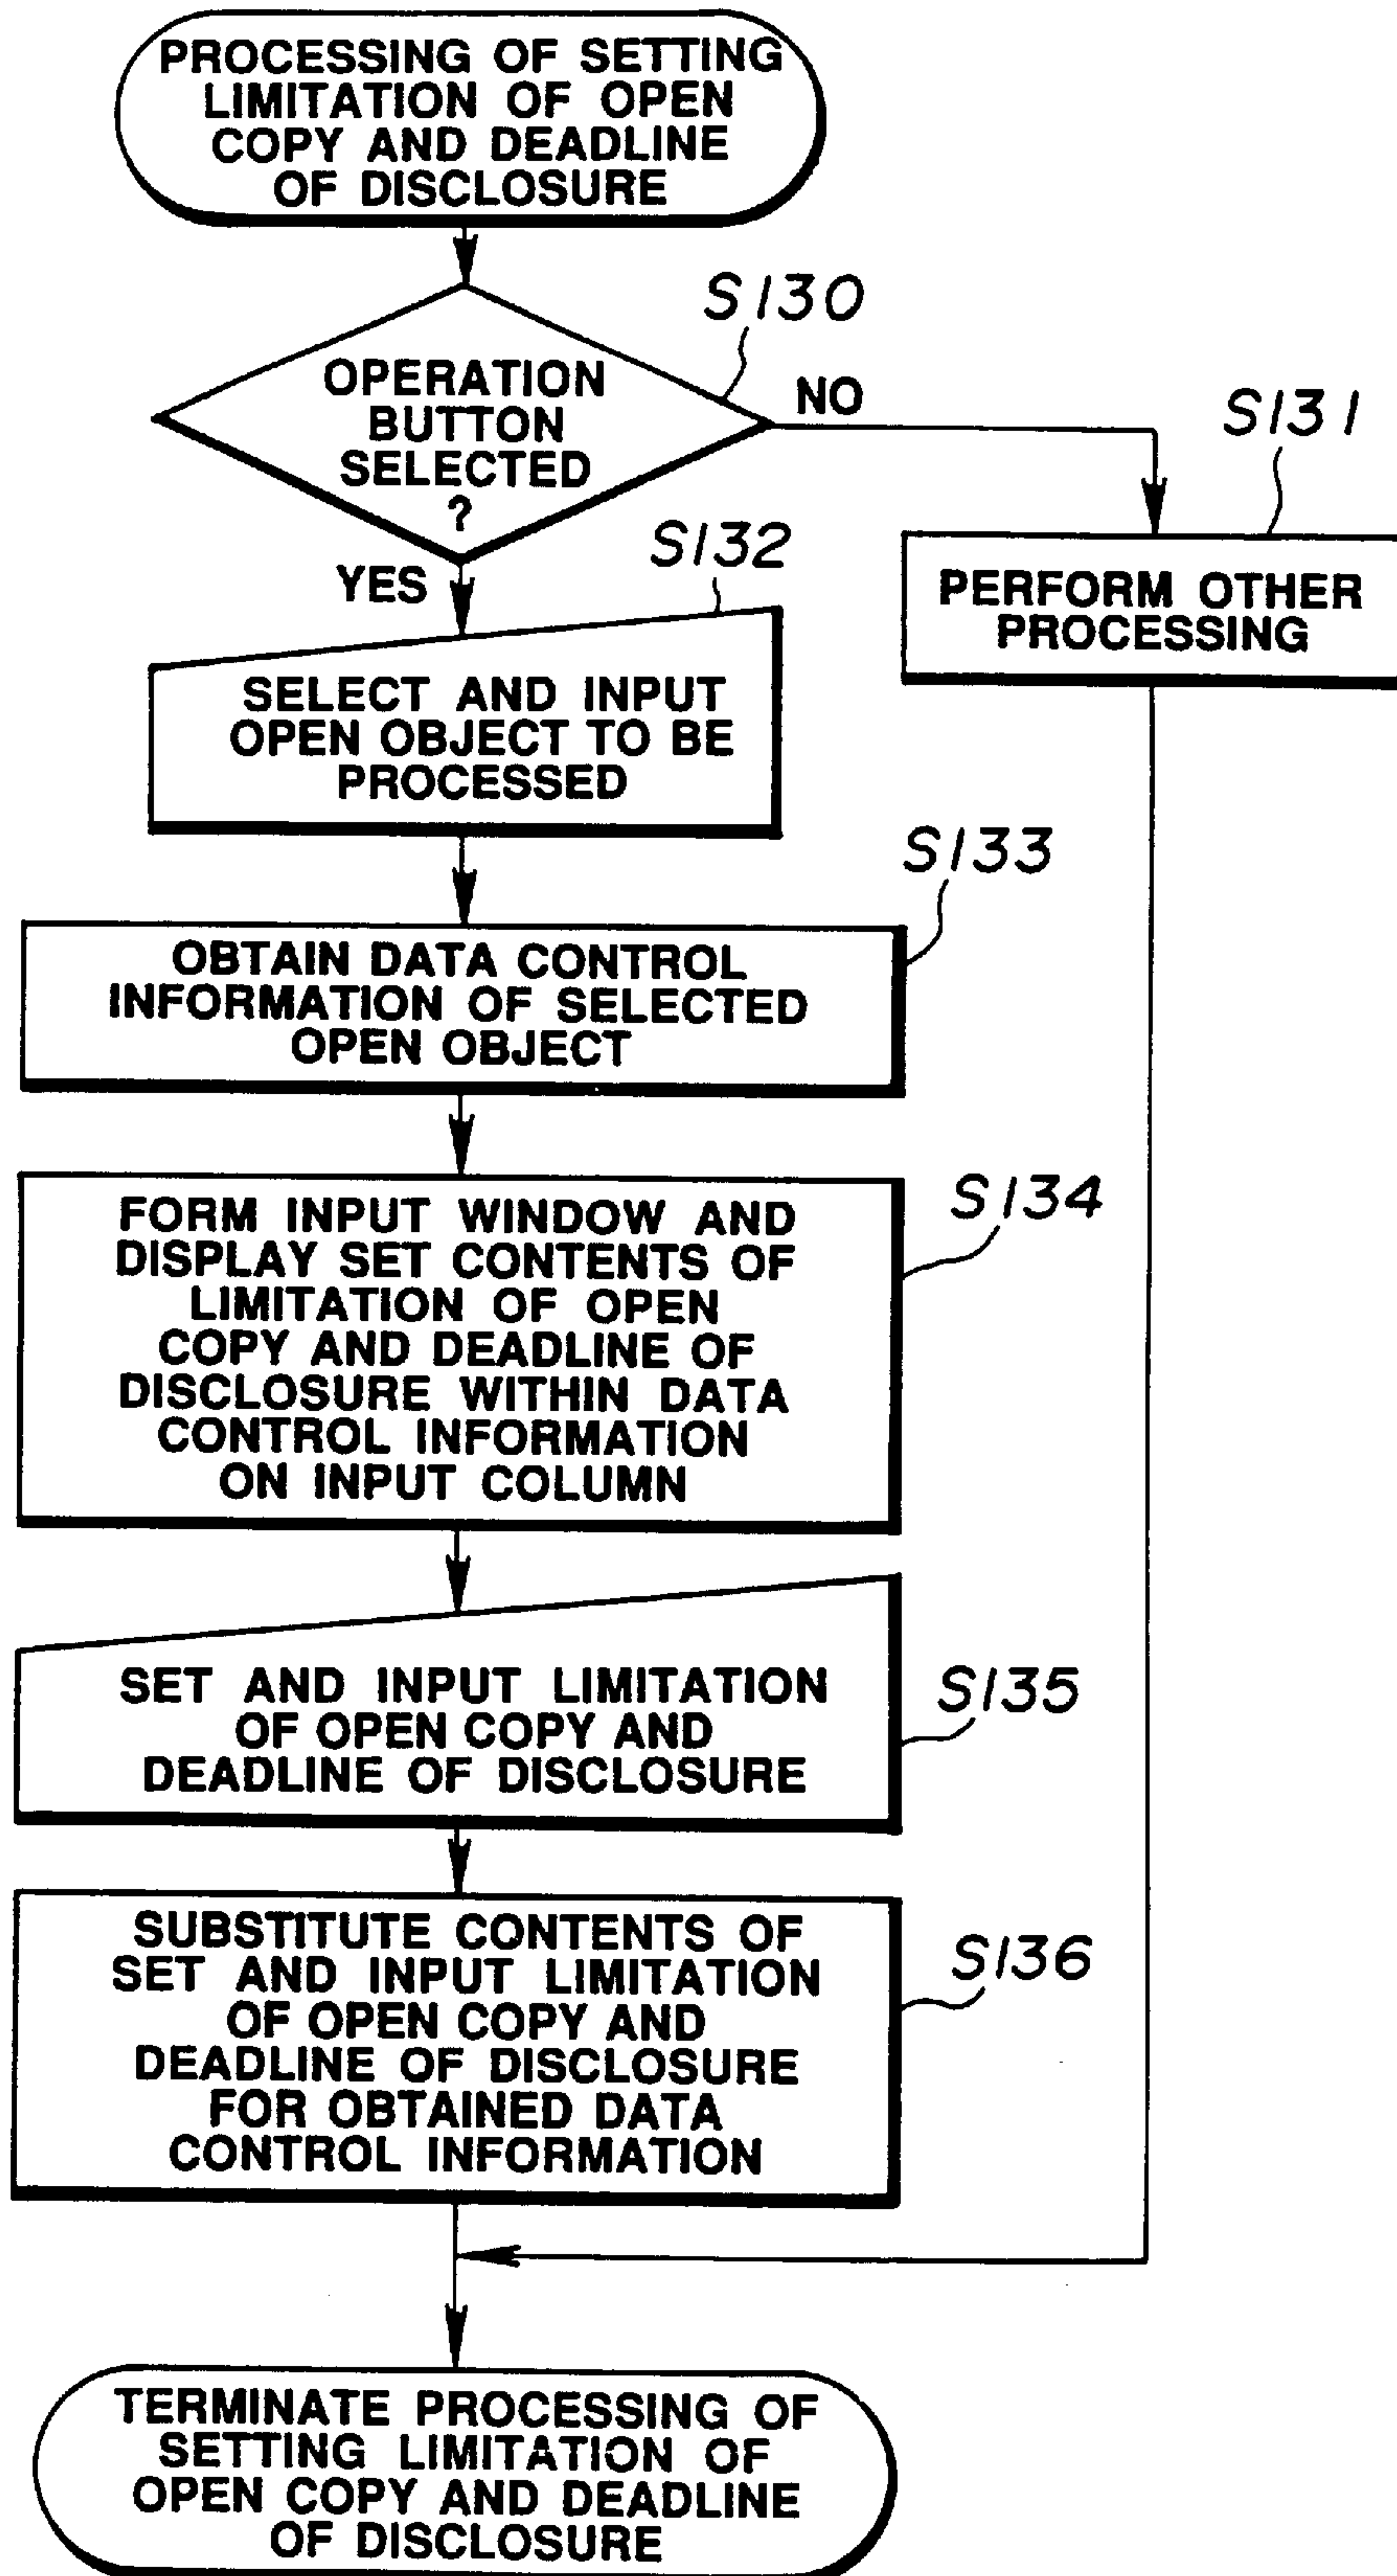 PROCESSING OF SETTING
LIMITATION OF OPEN
COPY AND DEADLINE
OF DISCLOSURE
S130
OPERATION
BUTTON
SELECTED
?
NO
YES
S131
PERFORM OTHER
PROCESSING
S132
SELECT AND INPUT
OPEN OBJECT TO BE
PROCESSED
S133
OBTAIN DATA CONTROL
INFORMATION OF SELECTED
OPEN OBJECT
S134
FORM INPUT WINDOW AND
DISPLAY SET CONTENTS OF
LIMITATION OF OPEN
COPY AND DEADLINE OF
DISCLOSURE WITHIN DATA
CONTROL INFORMATION
ON INPUT COLUMN
S135
SET AND INPUT LIMITATION
OF OPEN COPY AND
DEADLINE OF DISCLOSURE
S136
SUBSTITUTE CONTENTS OF
SET AND INPUT LIMITATION
OF OPEN COPY AND
DEADLINE OF DISCLOSURE
FOR OBTAINED DATA
CONTROL INFORMATION
TERMINATE PROCESSING OF
SETTING LIMITATION OF
OPEN COPY AND DEADLINE
OF DISCLOSURE